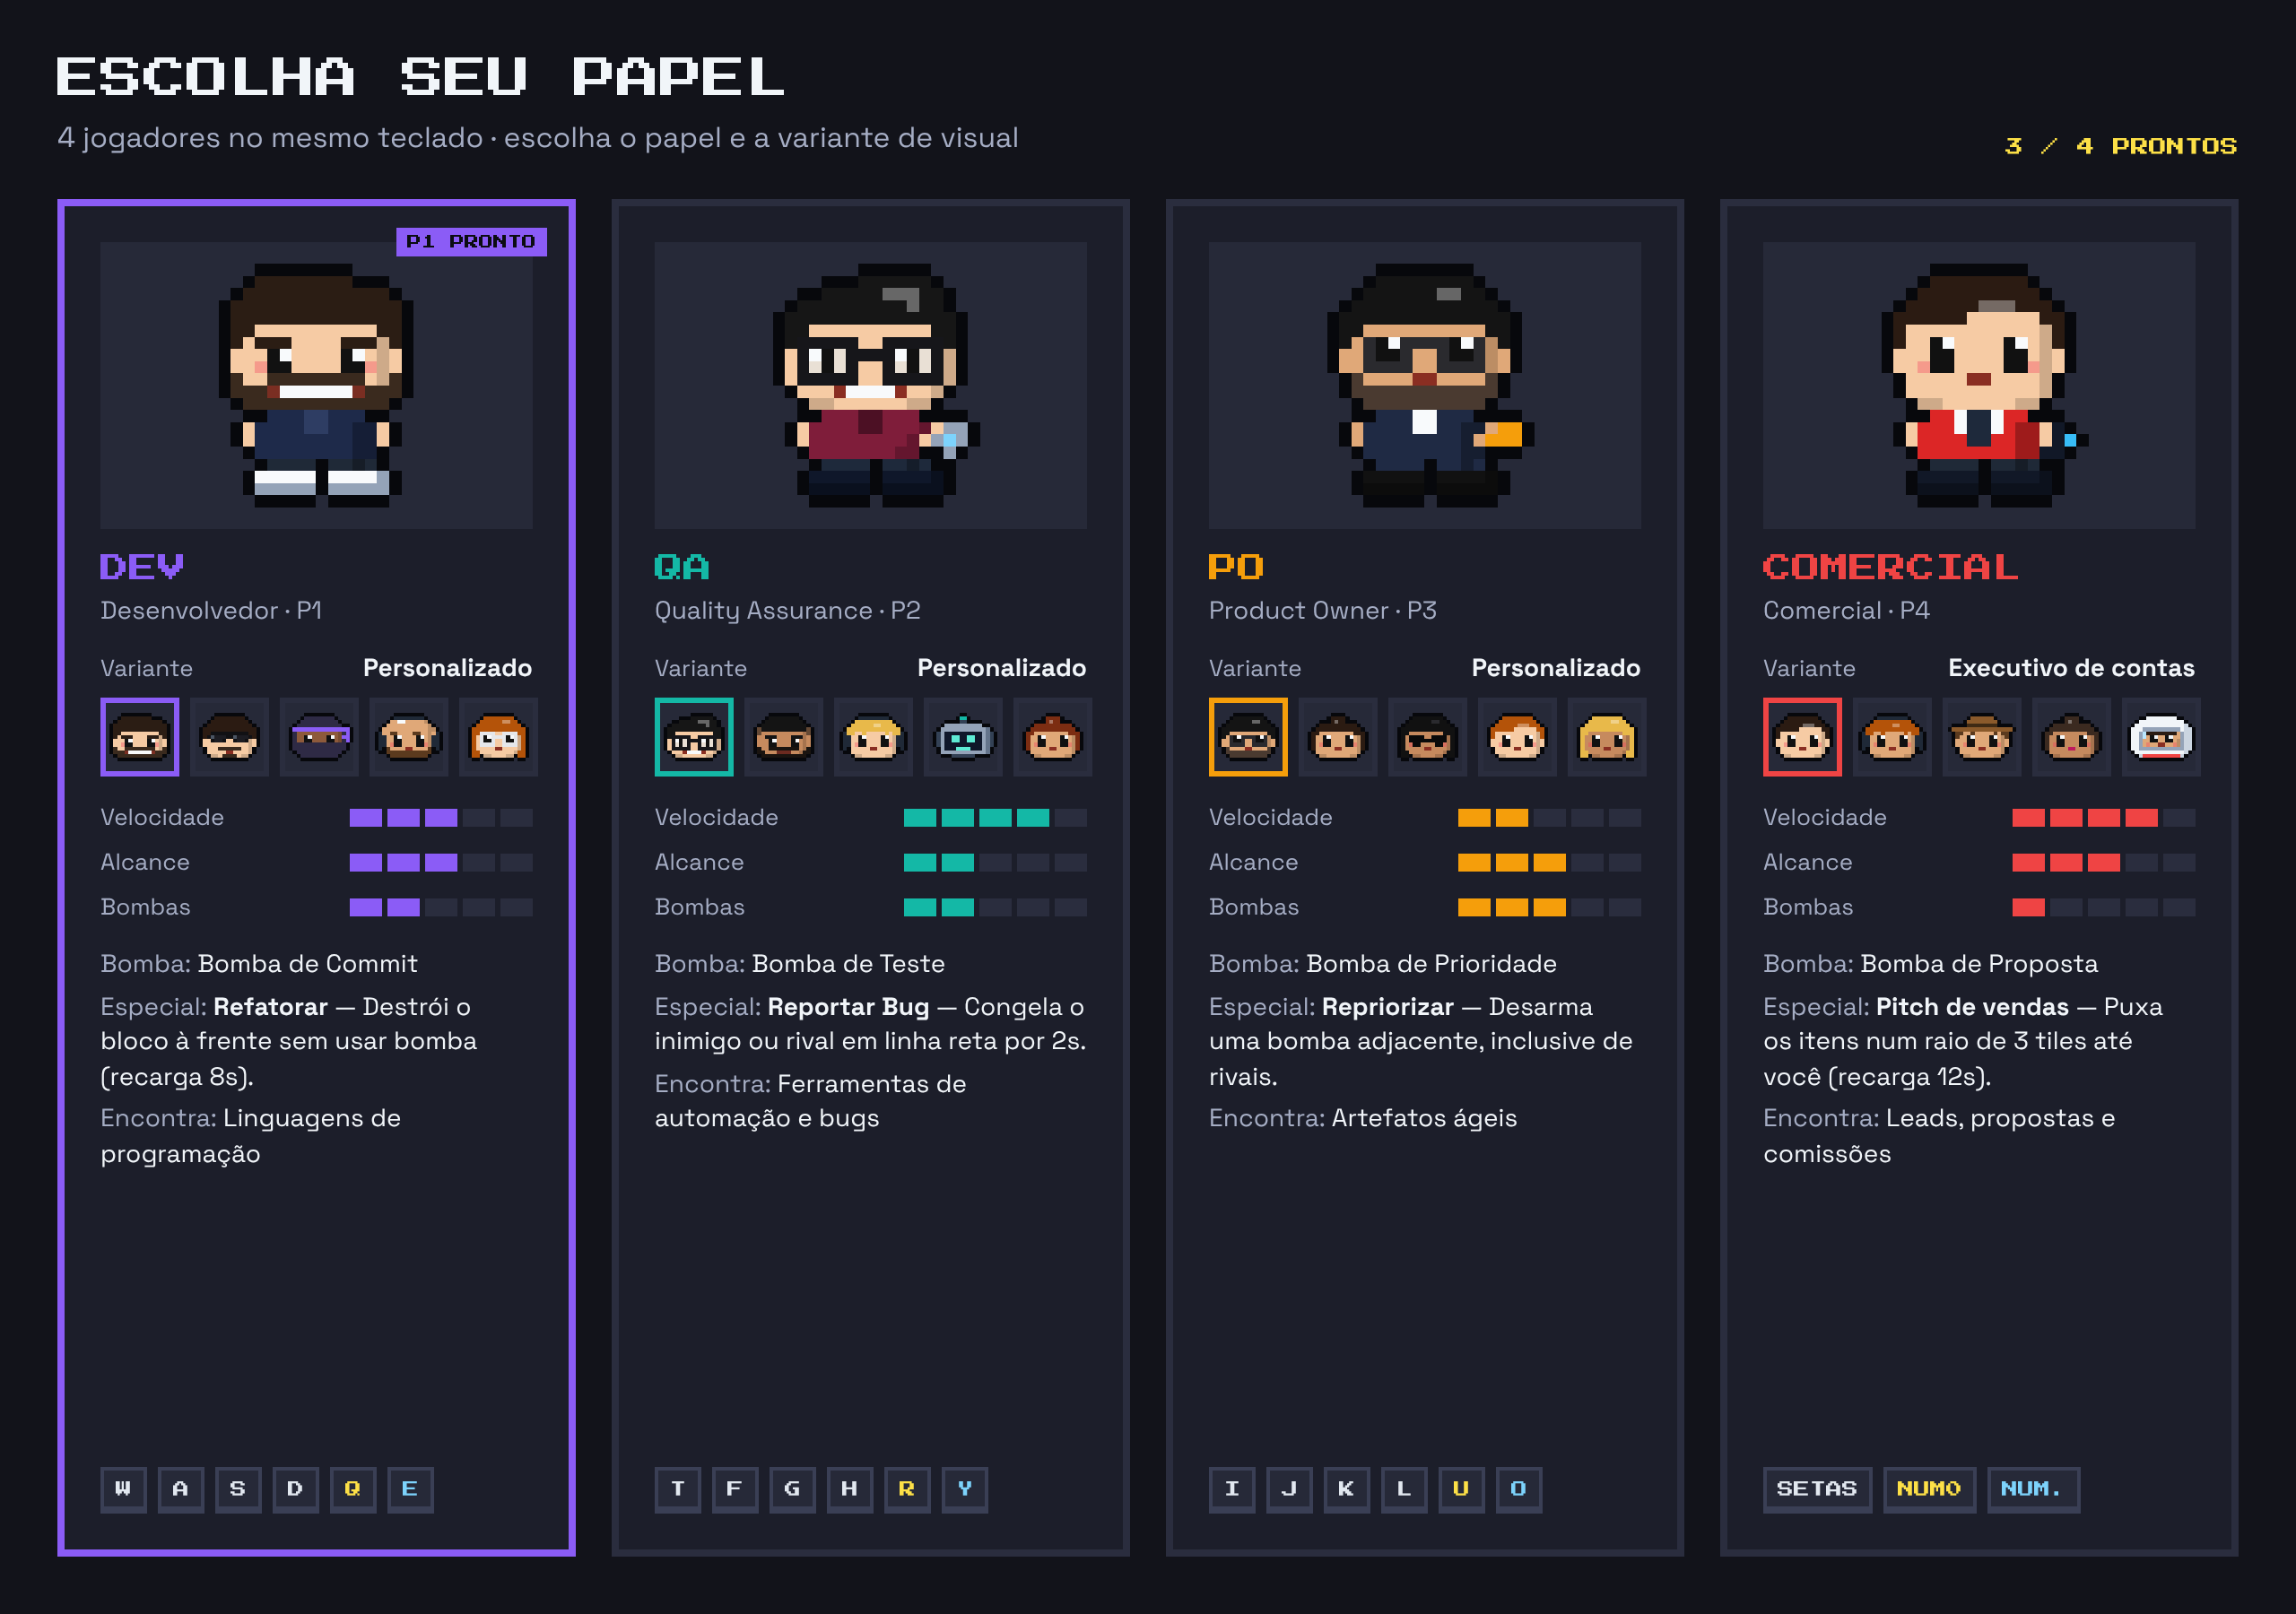 ESCOLHA SEU PAPEL
4 jogadores no mesmo teclado · escolha o papel e a variante de visual
3 / 4 PRONTOS
P1 PRONTO
DEV
Desenvolvedor · P1
Variante Personalizado
Velocidade
Alcance
Bombas
Bomba: Bomba de Commit
Especial: Refatorar — Destrói o
bloco à frente sem usar bomba
(recarga 8s).
Encontra: Linguagens de
programação
W A S D Q E
QA
Quality Assurance · P2
Variante Personalizado
Velocidade
Alcance
Bombas
Bomba: Bomba de Teste
Especial: Reportar Bug — Congela o
inimigo ou rival em linha reta por 2s.
Encontra: Ferramentas de
automação e bugs
T F G H R Y
PO
Product Owner · P3
Variante Personalizado
Velocidade
Alcance
Bombas
Bomba: Bomba de Prioridade
Especial: Repriorizar — Desarma
uma bomba adjacente, inclusive de
rivais.
Encontra: Artefatos ágeis
I J K L U O
COMERCIAL
Comercial · P4
Variante Executivo de contas
Velocidade
Alcance
Bombas
Bomba: Bomba de Proposta
Especial: Pitch de vendas — Puxa
os itens num raio de 3 tiles até
você (recarga 12s).
Encontra: Leads, propostas e
comissões
SETAS NUM0 NUM.